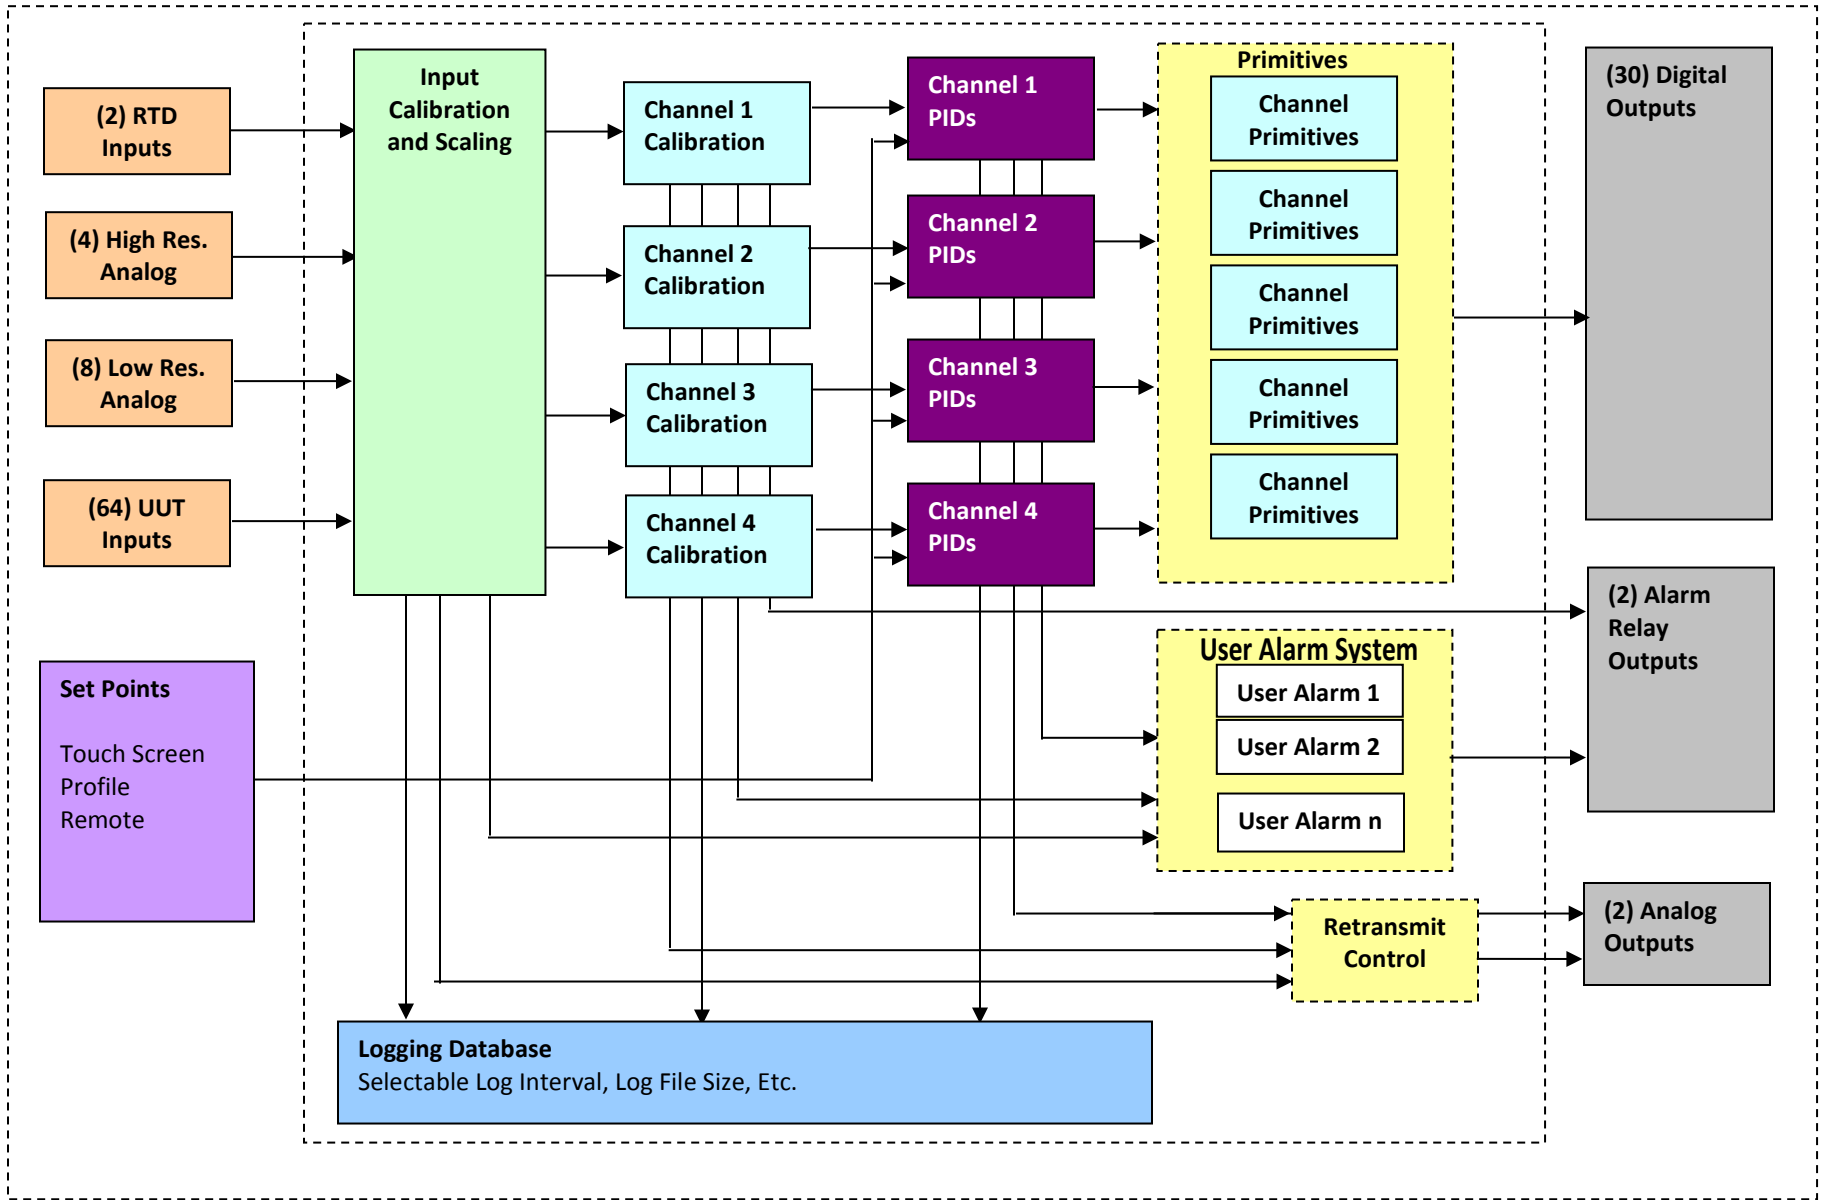 (2) RTD
Inputs
(4) High Res.
Analog
(8) Low Res.
Analog
(64) UUT
Inputs
Set Points
Touch Screen
Profile
Remote
Input
Calibration
and Scaling
Channel 1
Calibration
Channel 2
Calibration
Channel 3
Calibration
Channel 4
Calibration
Channel 1
PIDs
Channel 2
PIDs
Channel 3
PIDs
Channel 4
PIDs
Primitives
Channel
Primitives
Channel
Primitives
Channel
Primitives
Channel
Primitives
Channel
Primitives
User Alarm System
User Alarm 1
User Alarm 2
User Alarm n
Retransmit
Control
(30) Digital
Outputs
(2) Alarm
Relay
Outputs
(2) Analog
Outputs
Logging Database
Selectable Log Interval, Log File Size, Etc.